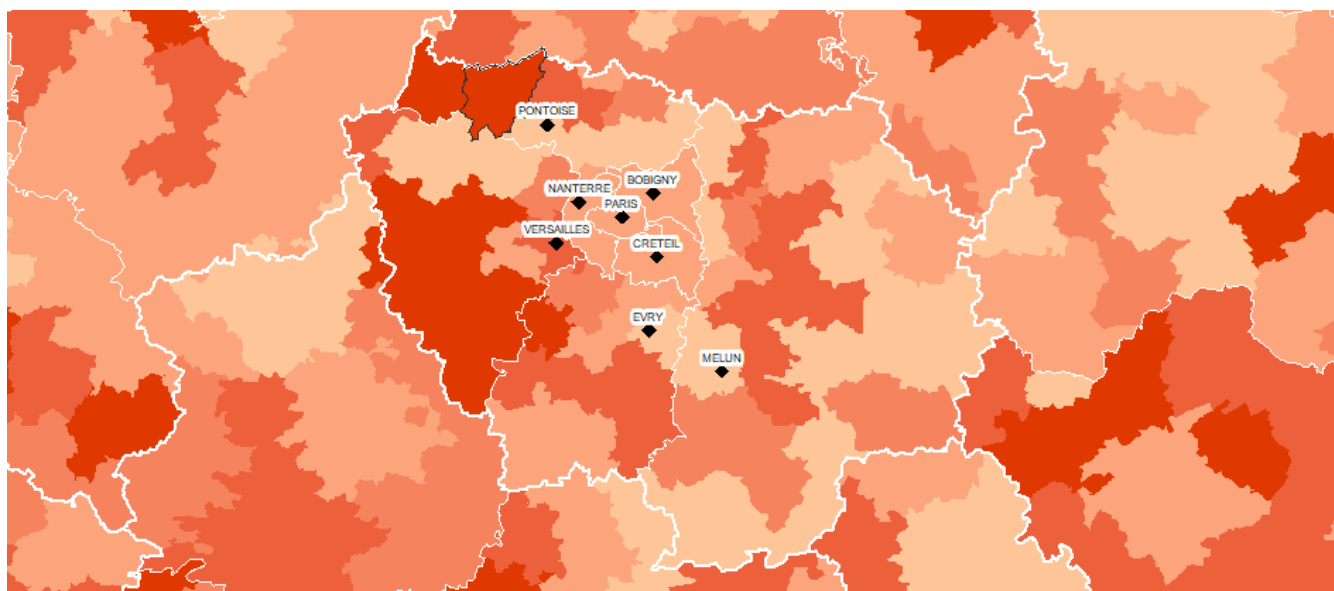 PONTOISE
BOBIGNY
NANTERRE
PARIS
VERSAILLES
CRETEIL
EVRY
MELUN